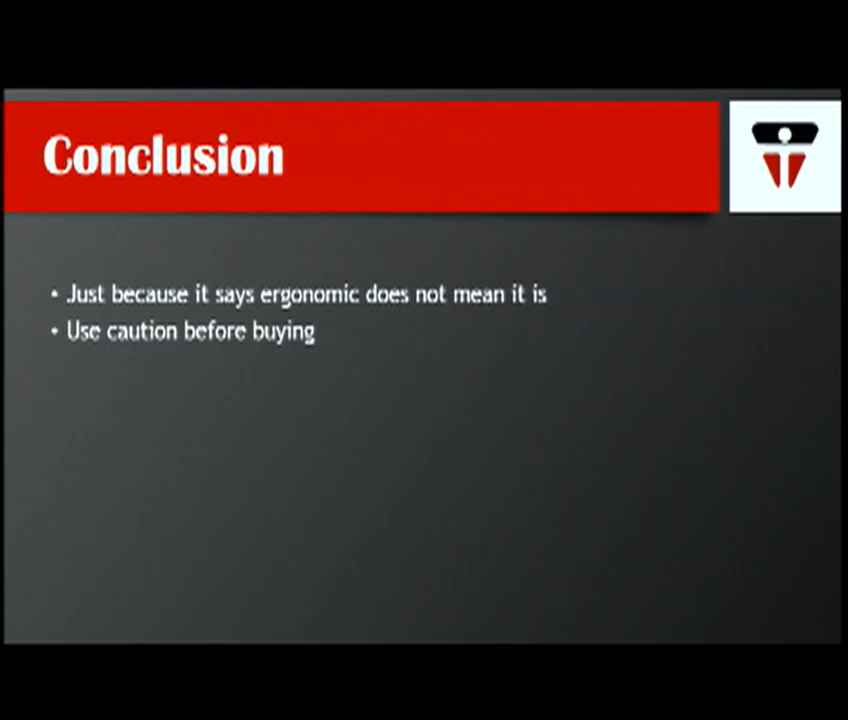 Conclusion
• Just because it says ergonomic does not mean it is
• Use caution before buying